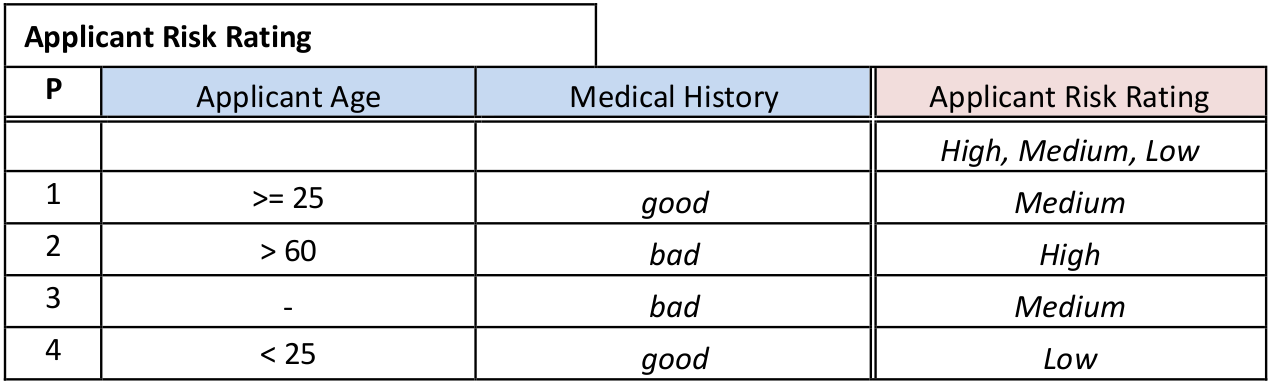 Applicant Risk Rating
P Applicant Age Medical History Applicant Risk Rating
High, Medium, Low
1 >= 25 good Medium
2 > 60 bad High
3 - bad Medium
4 < 25 good Low